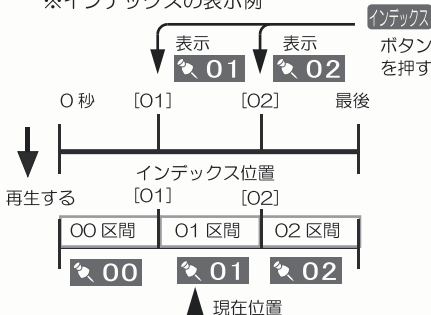 ※インデックスの表示例
インデックス
ボタン
を押す
表示 表示
01 02
0秒 [01] [02] 最後
再生する
インデックス位置
[01] [02]
00区間 01区間 02区間
00 01 02
現在位置